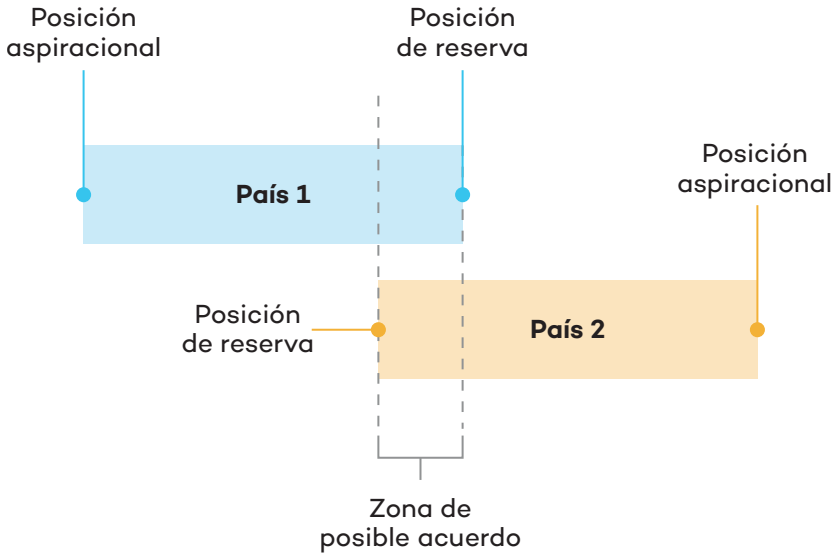 Posición
aspiracional
Posición
de reserva
Posición
aspiracional
País 1
Posición
de reserva
País 2
Zona de
posible acuerdo